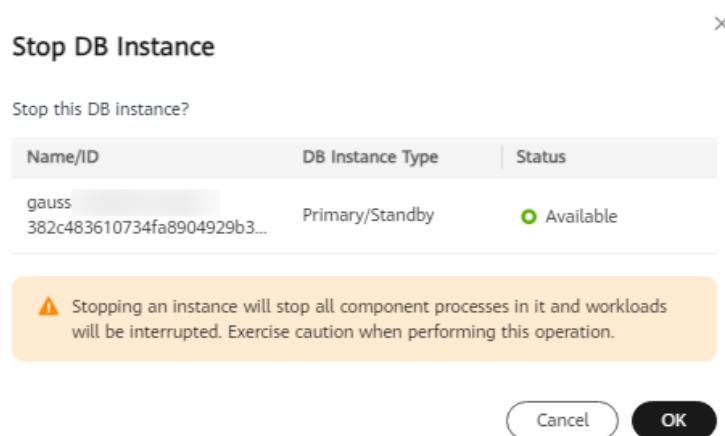 Stop DB Instance
Stop this DB instance?
Name/ID DB Instance Type Status
gauss
382c483610734fa8904929b3... Primary/Standby Available
Stopping an instance will stop all component processes in it and workloads
will be interrupted. Exercise caution when performing this operation.
Cancel OK